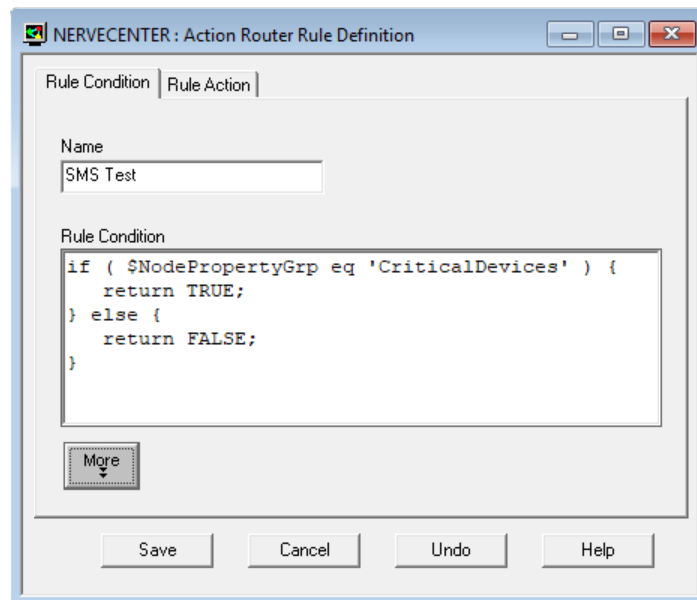 NERVECENTER : Action Router Rule Definition
Rule Condition
Rule Action
Name
SMS Test
Rule Condition
if ( $NodePropertyGrp eq 'CriticalDevices' ) {
   return TRUE;
} else {
   return FALSE;
}
More
Save
Cancel
Undo
Help